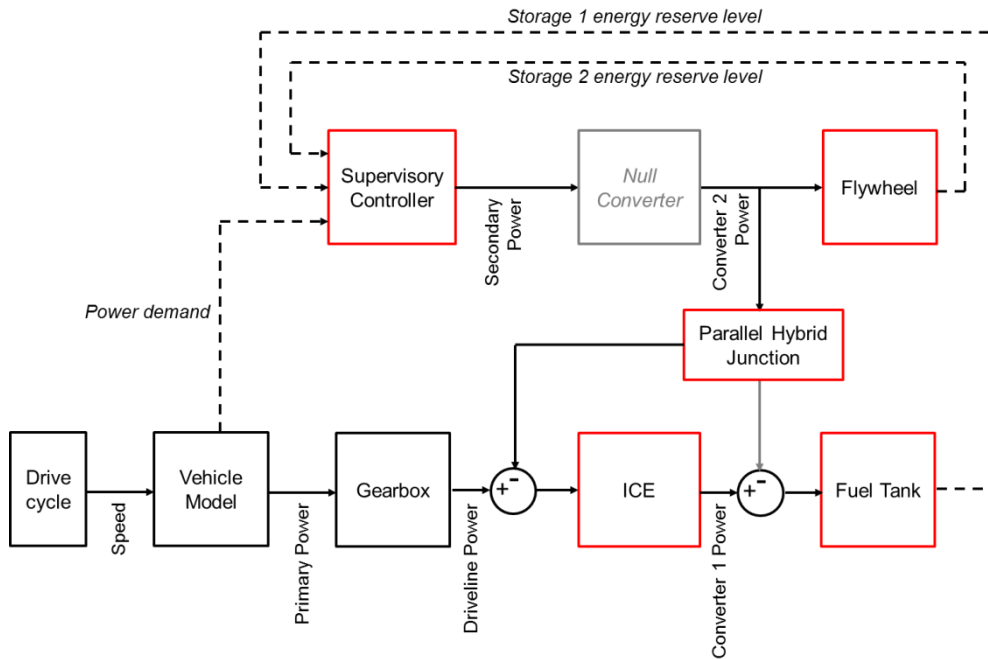 Storage 1 energy reserve level
Storage 2 energy reserve level
Supervisory
Controller
Secondary
Power
Null
Converter
Converter 2
Power
Flywheel
Power demand
Parallel Hybrid
Junction
Drive
cycle
Speed
Vehicle
Model
Primary Power
Gearbox
Driveline Power
+-
ICE
Converter 1 Power
+-
Fuel Tank